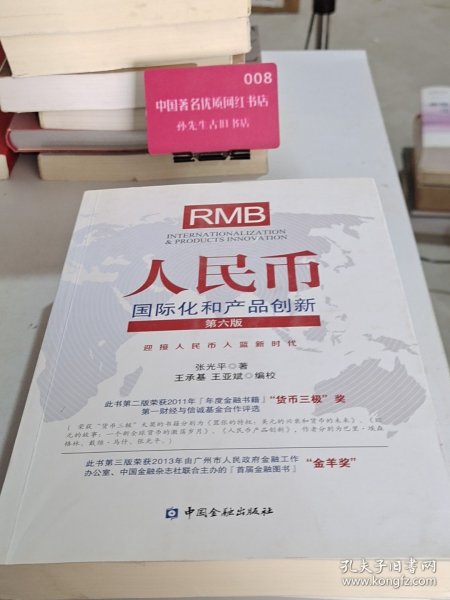 008
中国著名优质网红书店
孙先生古旧书店
RMB
INTERNATIONALIZATION
& PRODUCTS INNOVATION
人民币
国际化和产品创新
第六版
迎接人民币入篮新时代
张光平 著
王承基 王亚斌 编校
此书第二版荣获2011年「年度金融书籍」“货币三极”奖
第一财经与信诚基金合作评选
此书第三版荣获2013年由广州市人民政府金融工作
办公室、中国金融杂志社联合主办的「首届金融图书」“金羊奖”
中国金融出版社
孔夫子旧书网
www.kongfz.com